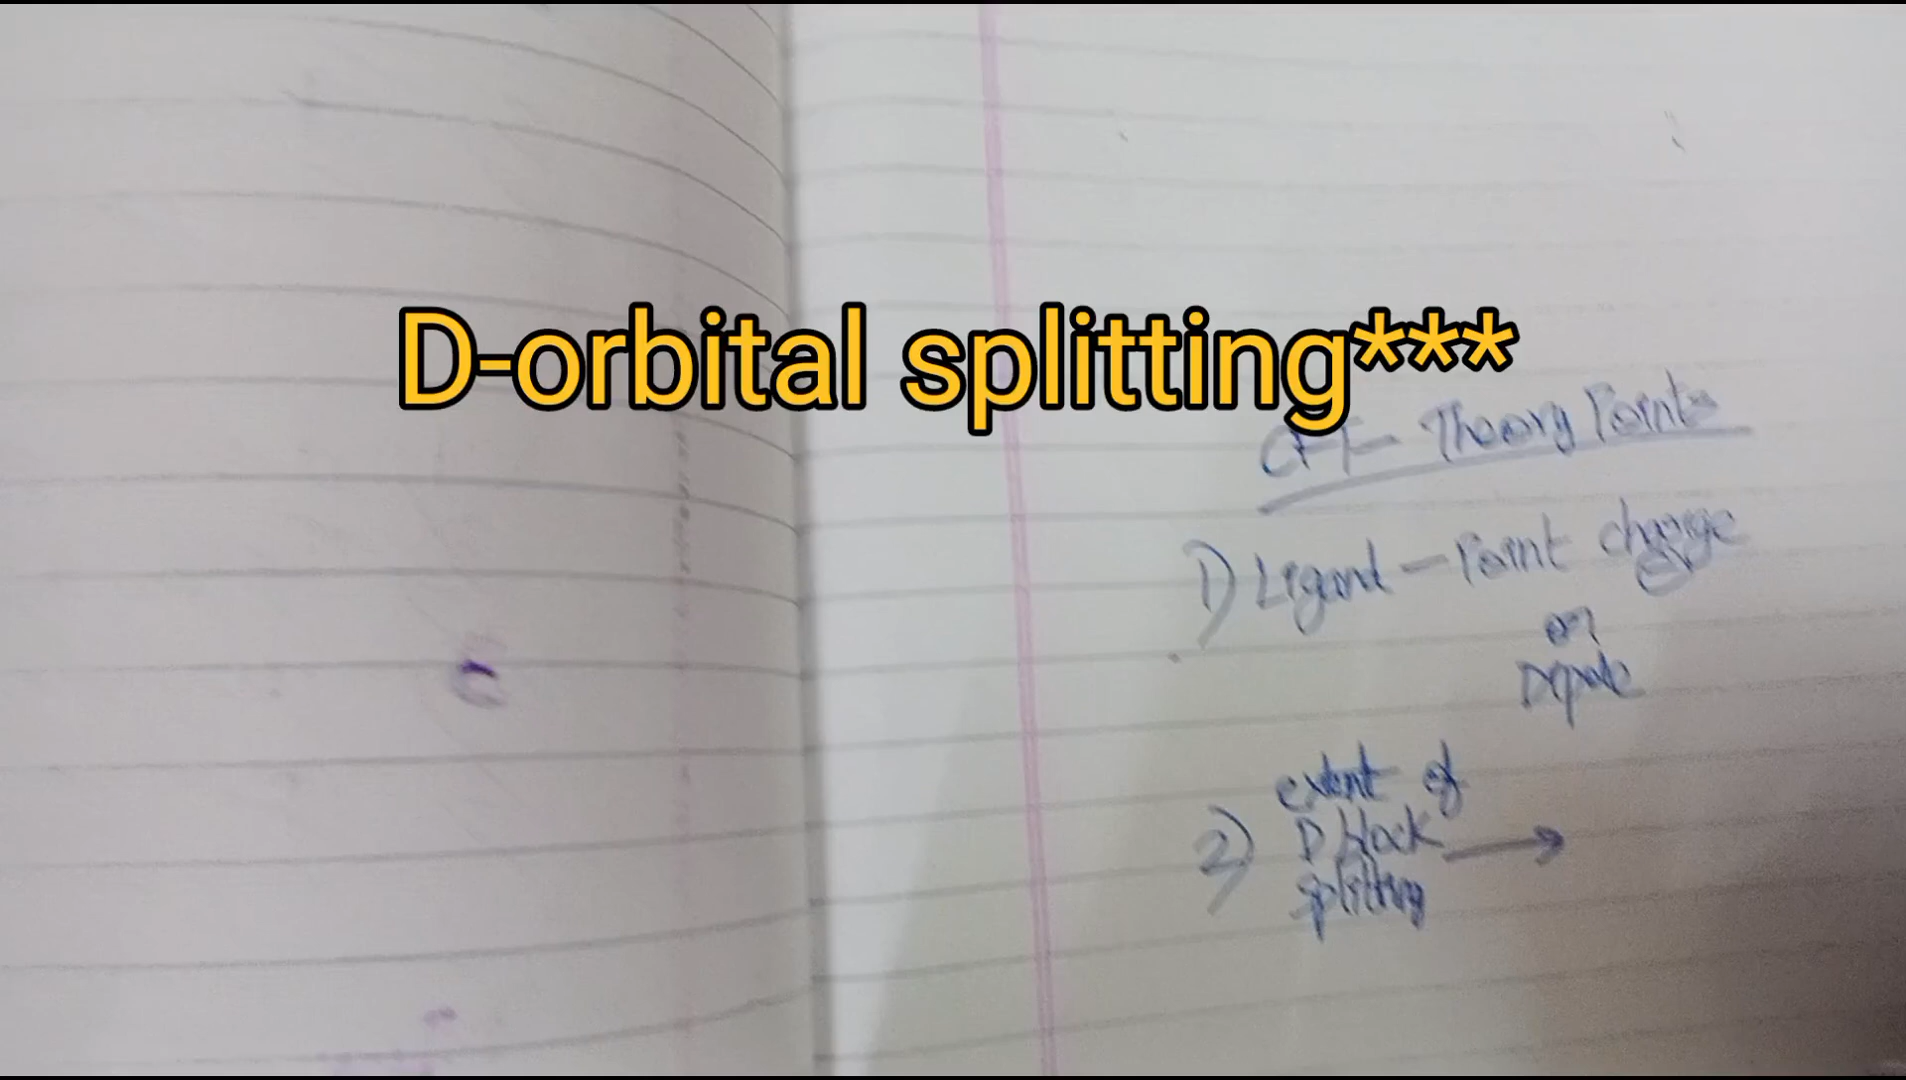 D-orbital splitting***
CFT- Theory Points
1) Ligand - Point charge
or
Dipole
extent of
2) D block →
splitting